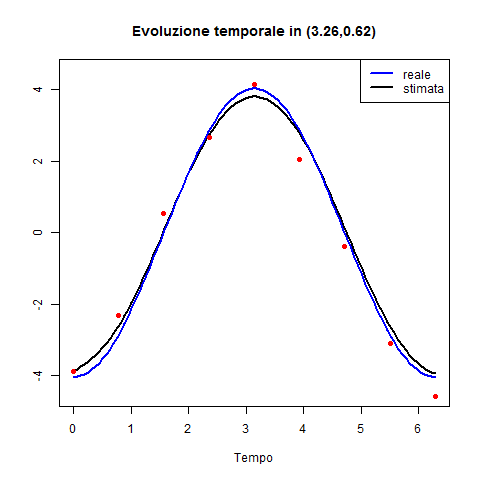 Evoluzione temporale in (3.26,0.62)
reale
stimata
4
2
0
-2
-4
0 1 2 3 4 5 6
Tempo